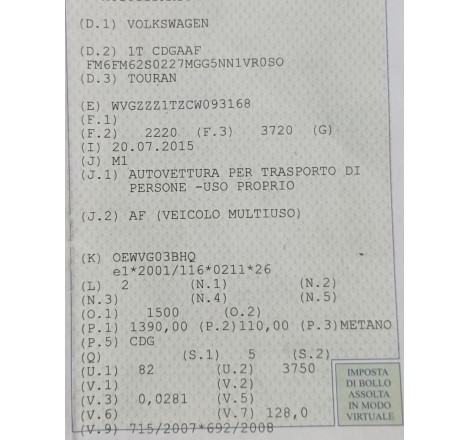 (D.1) VOLKSWAGEN
(D.2) 1T CDGAAF
FM6FM62S0227MGG5NN1VR0SO
(D.3) TOURAN
(E) WVGZZZ1TZCW093168
(F.1)
(F.2) 2220 (F.3) 3720 (G)
(I) 20.07.2015
(J) M1
(J.1) AUTOVETTURA PER TRASPORTO DI
PERSONE -USO PROPRIO
(J.2) AF (VEICOLO MULTIUSO)
(K) OEWVG03BHQ
e1*2001/116*0211*26
(L) 2 (N.1) (N.2)
(N.3) (N.4) (N.5)
(O.1) 1500 (O.2)
(P.1) 1390,00 (P.2)110,00 (P.3)METANO
(P.5) CDG
(Q) (S.1) 5 (S.2)
(U.1) 82 (U.2) 3750
(V.1) (V.2)
(V.3) 0,0281 (V.5)
(V.6) (V.7) 128,0
(V.9) 715/2007*692/2008
IMPOSTA
DI BOLLO
ASSOLTA
IN MODO
VIRTUALE